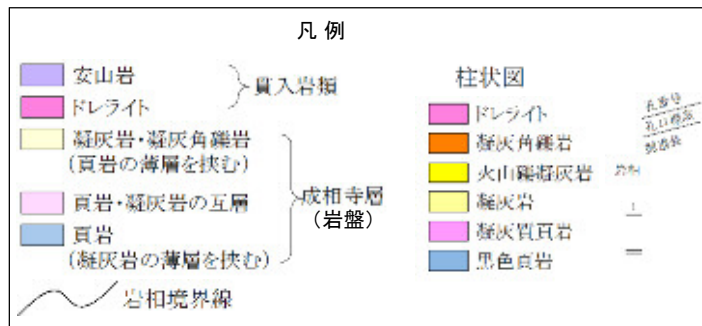 凡 例
安山岩
ドレライト
貫入岩類
凝灰岩・凝灰角礫岩
(頁岩の薄層を挟む)
頁岩・凝灰岩の互層
頁岩
(凝灰岩の薄層を挟む)
成相寺層
(岩盤)
岩相境界線
柱状図
ドレライト
凝灰角礫岩
火山礫凝灰岩
凝灰岩
凝灰質頁岩
黒色頁岩